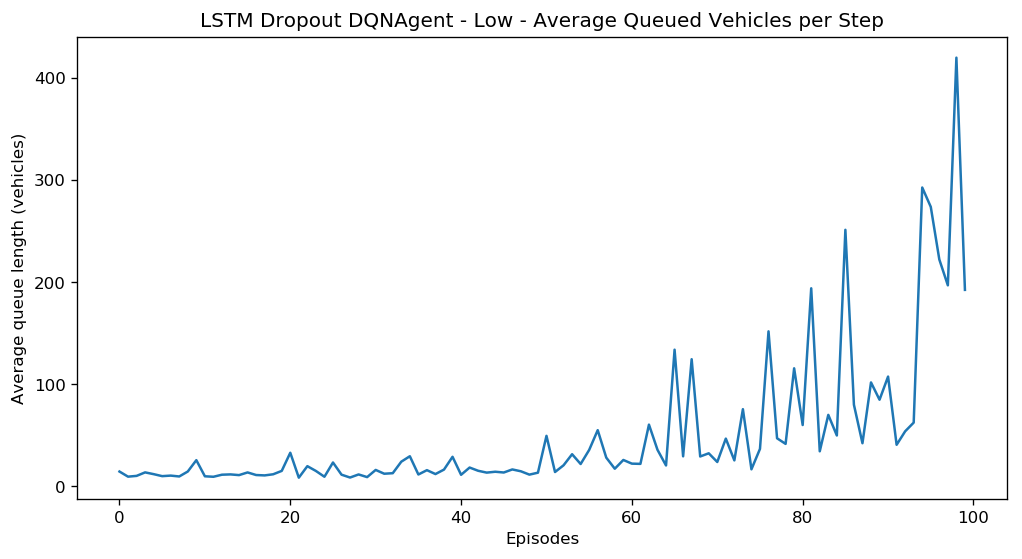 LSTM Dropout DQNAgent - Low - Average Queued Vehicles per Step
Average queue length (vehicles)
400
300
200
100
0
0 20 40 60 80 100
Episodes